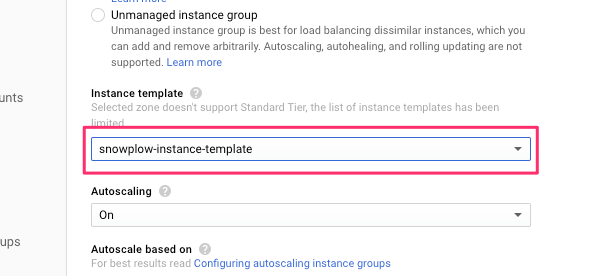 Learn more
Unmanaged instance group
Unmanaged instance group is best for load balancing dissimilar instances, which you
can add and remove arbitrarily. Autoscaling, autohealing, and rolling updating are not
supported. Learn more
unts
Instance template
Selected zone doesn't support Standard Tier, the list of instance templates has been
limited
snowplow-instance-template
Autoscaling
On
ups
Autoscale based on
For best results read Configuring autoscaling instance groups